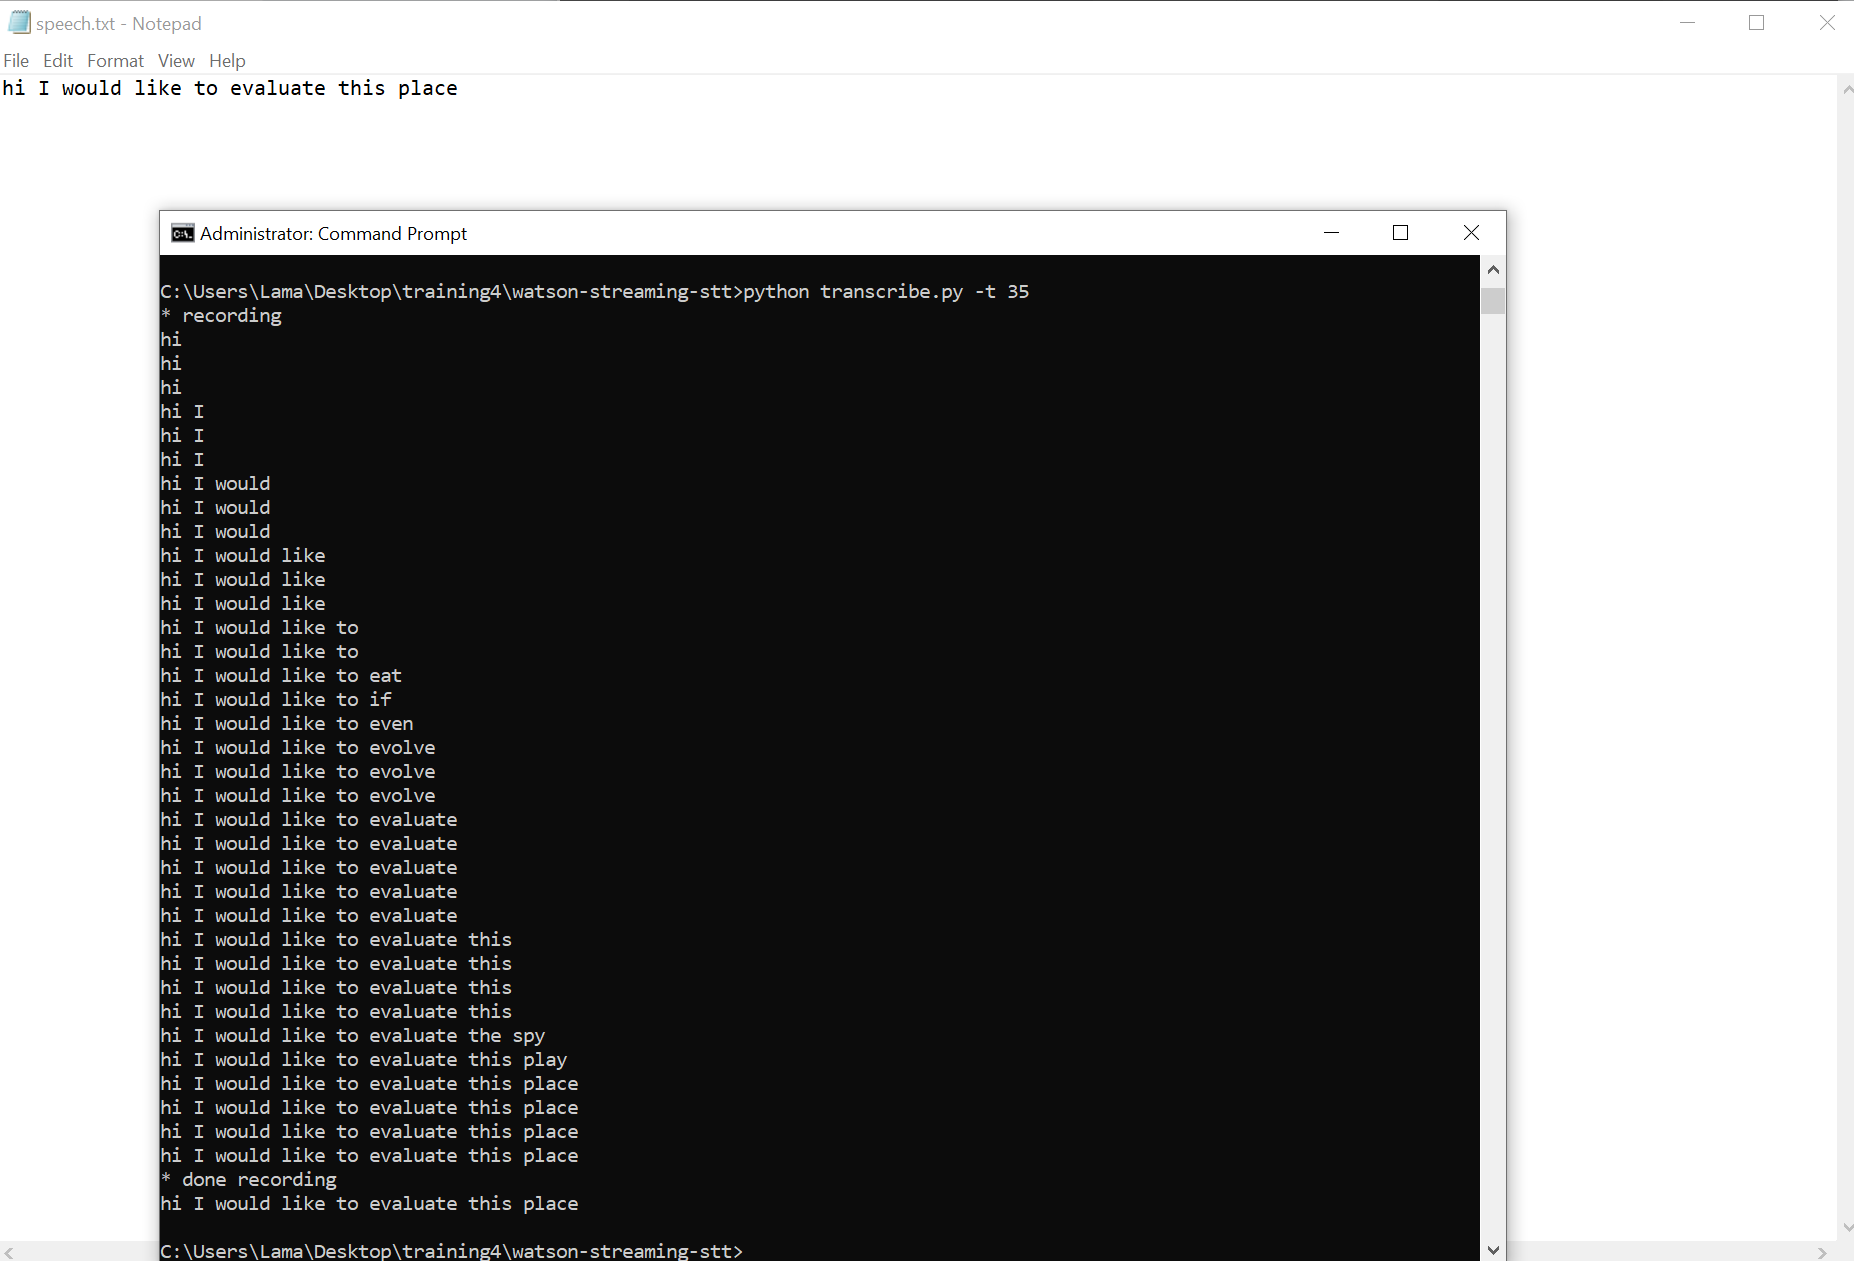 speech.txt - Notepad
File Edit Format View Help
hi I would like to evaluate this place
Administrator: Command Prompt
C:\Users\Lama\Desktop\training4\watson-streaming-stt>python transcribe.py -t 35
* recording
hi
hi
hi
hi I
hi I
hi I
hi I would
hi I would
hi I would
hi I would like
hi I would like
hi I would like
hi I would like to
hi I would like to
hi I would like to eat
hi I would like to if
hi I would like to even
hi I would like to evolve
hi I would like to evolve
hi I would like to evolve
hi I would like to evaluate
hi I would like to evaluate
hi I would like to evaluate
hi I would like to evaluate
hi I would like to evaluate
hi I would like to evaluate this
hi I would like to evaluate this
hi I would like to evaluate this
hi I would like to evaluate this
hi I would like to evaluate the spy
hi I would like to evaluate this play
hi I would like to evaluate this place
hi I would like to evaluate this place
hi I would like to evaluate this place
hi I would like to evaluate this place
* done recording
hi I would like to evaluate this place
C:\Users\Lama\Desktop\training4\watson-streaming-stt>